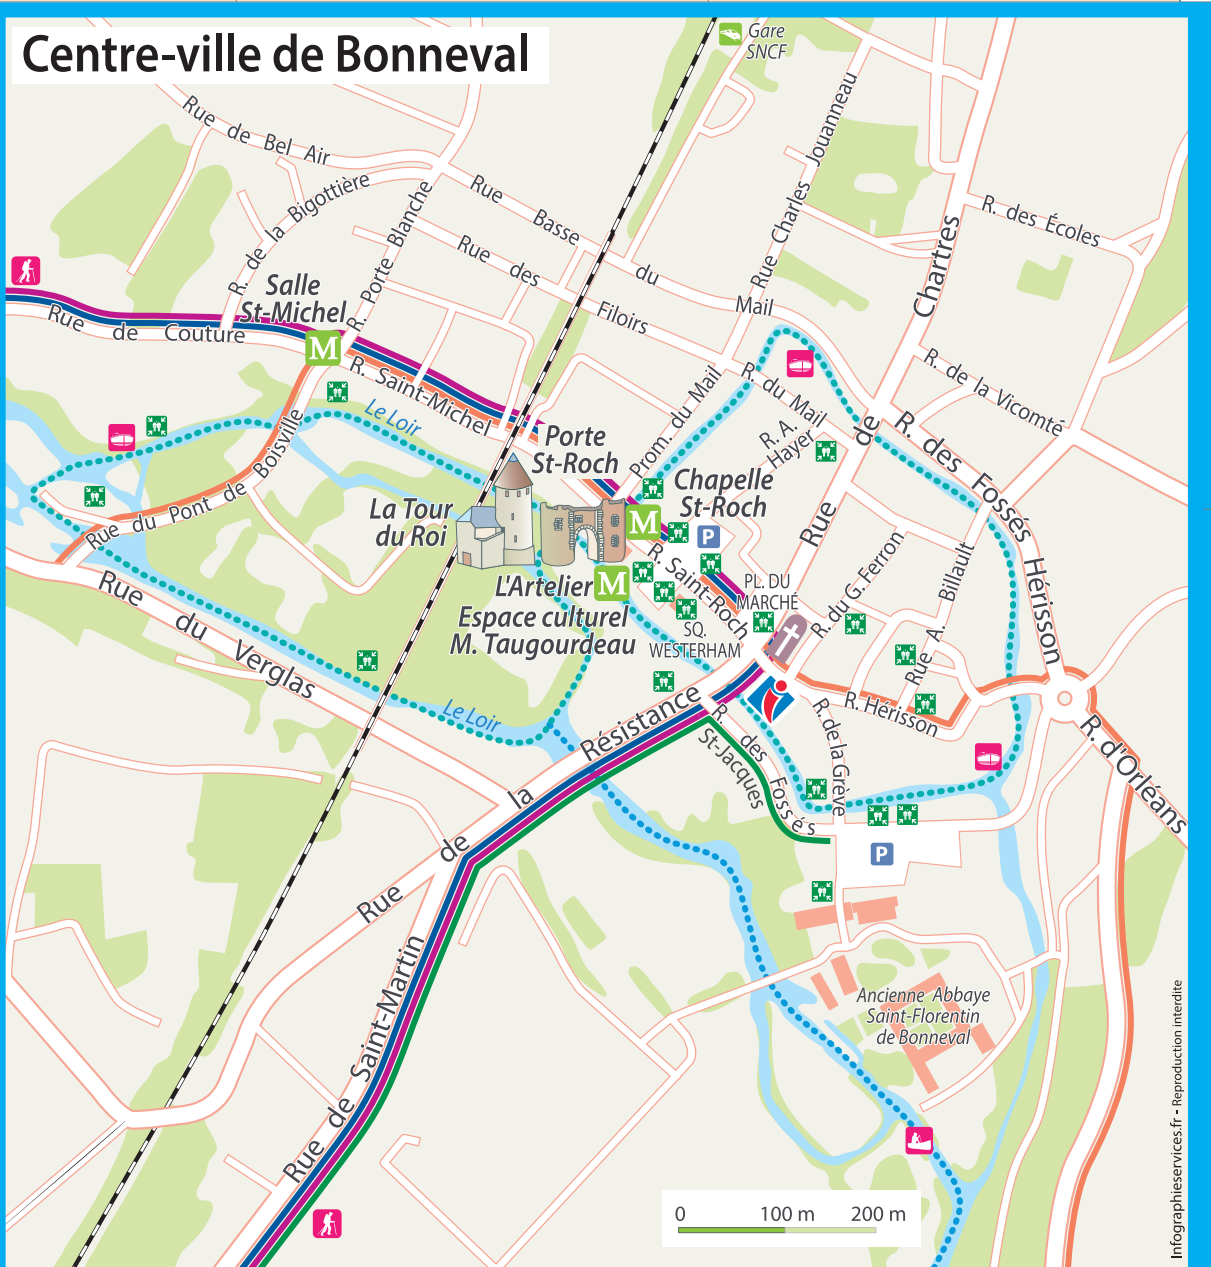 Centre-ville de Bonneval
Gare
SNCF
Rue de Bel Air
R. de la Bigottière
R. Porte Blanche
Rue Basse du Mail
Rue des Filoirs
Rue Charles Jouanneau
R. des Écoles
Rue de Chartres
Salle
St-Michel
Rue de Couture
M
R. Saint-Michel
Le Loir
R. du Mail
Prom. du Mail
R. A.
Hayer
R. de la Vicomté
R. des Fossés Hérisson
Porte
St-Roch
Chapelle
St-Roch
M
P
La Tour
du Roi
Rue du Pont de Boisville
L'Artelier M
Espace culturel
M. Taugourdeau
R. Saint-Roch
PL. DU
MARCHÉ
SQ.
WESTERHAM
R. du G. Ferron
Rue A. Billault
Rue du Verglas
Le Loir
R. Hérisson
R. de la Grève
R. d'Orléans
Rue de la Résistance
R. des Fossés
St-Jacques
P
Rue de Saint-Martin
Ancienne Abbaye
Saint-Florentin
de Bonneval
0 100 m 200 m
Infographieservices.fr - Reproduction interdite